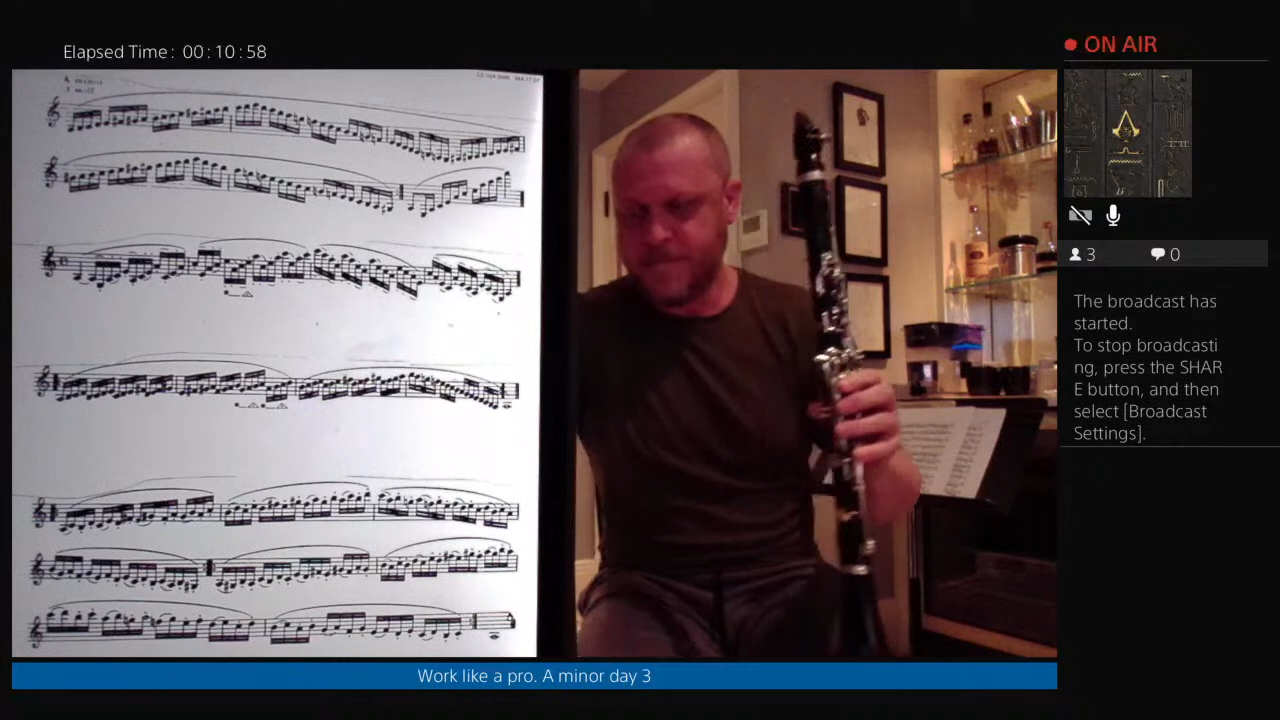 Elapsed Time: 00:10:58
ON AIR
3
0
The broadcast has
started.
To stop broadcasti
ng, press the SHAR
E button, and then
select [Broadcast
Settings].
Work like a pro. A minor day 3